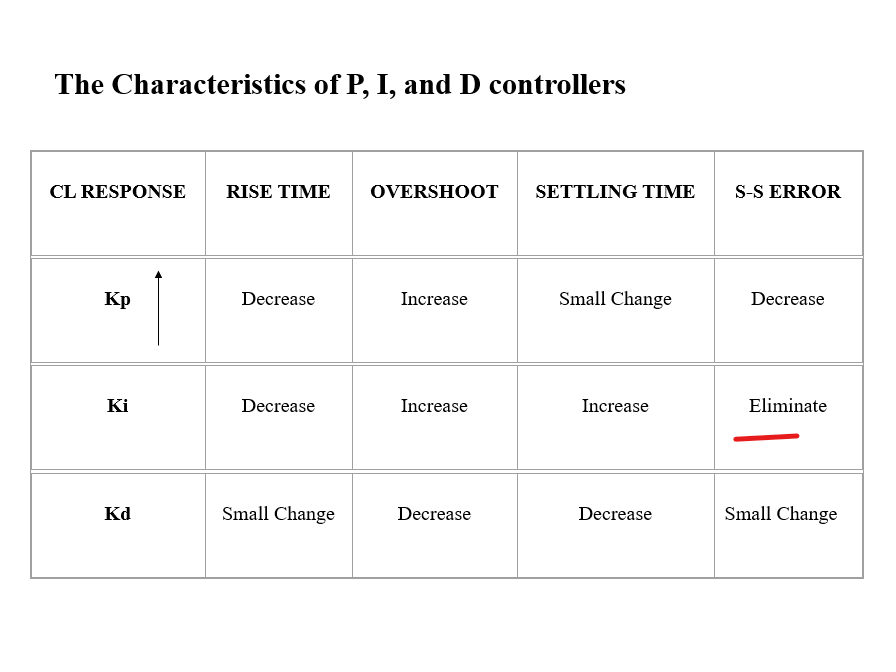 The Characteristics of P, I, and D controllers
CL RESPONSE RISE TIME OVERSHOOT SETTLING TIME S-S ERROR
Kp Decrease Increase Small Change Decrease
Ki Decrease Increase Increase Eliminate
Kd Small Change Decrease Decrease Small Change